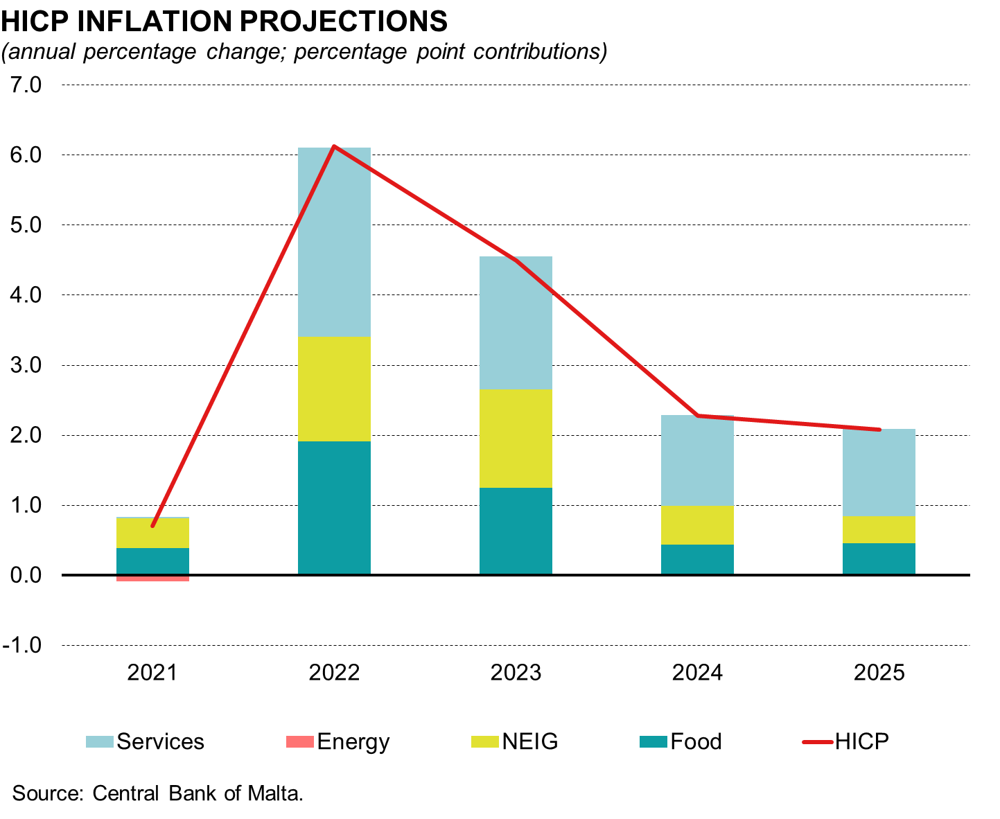 HICP INFLATION PROJECTIONS
(annual percentage change; percentage point contributions)
7.0
6.0
5.0
4.0
3.0
2.0
1.0
0.0
-1.0
2021 2022 2023 2024 2025
Services Energy NEIG Food HICP
Source: Central Bank of Malta.